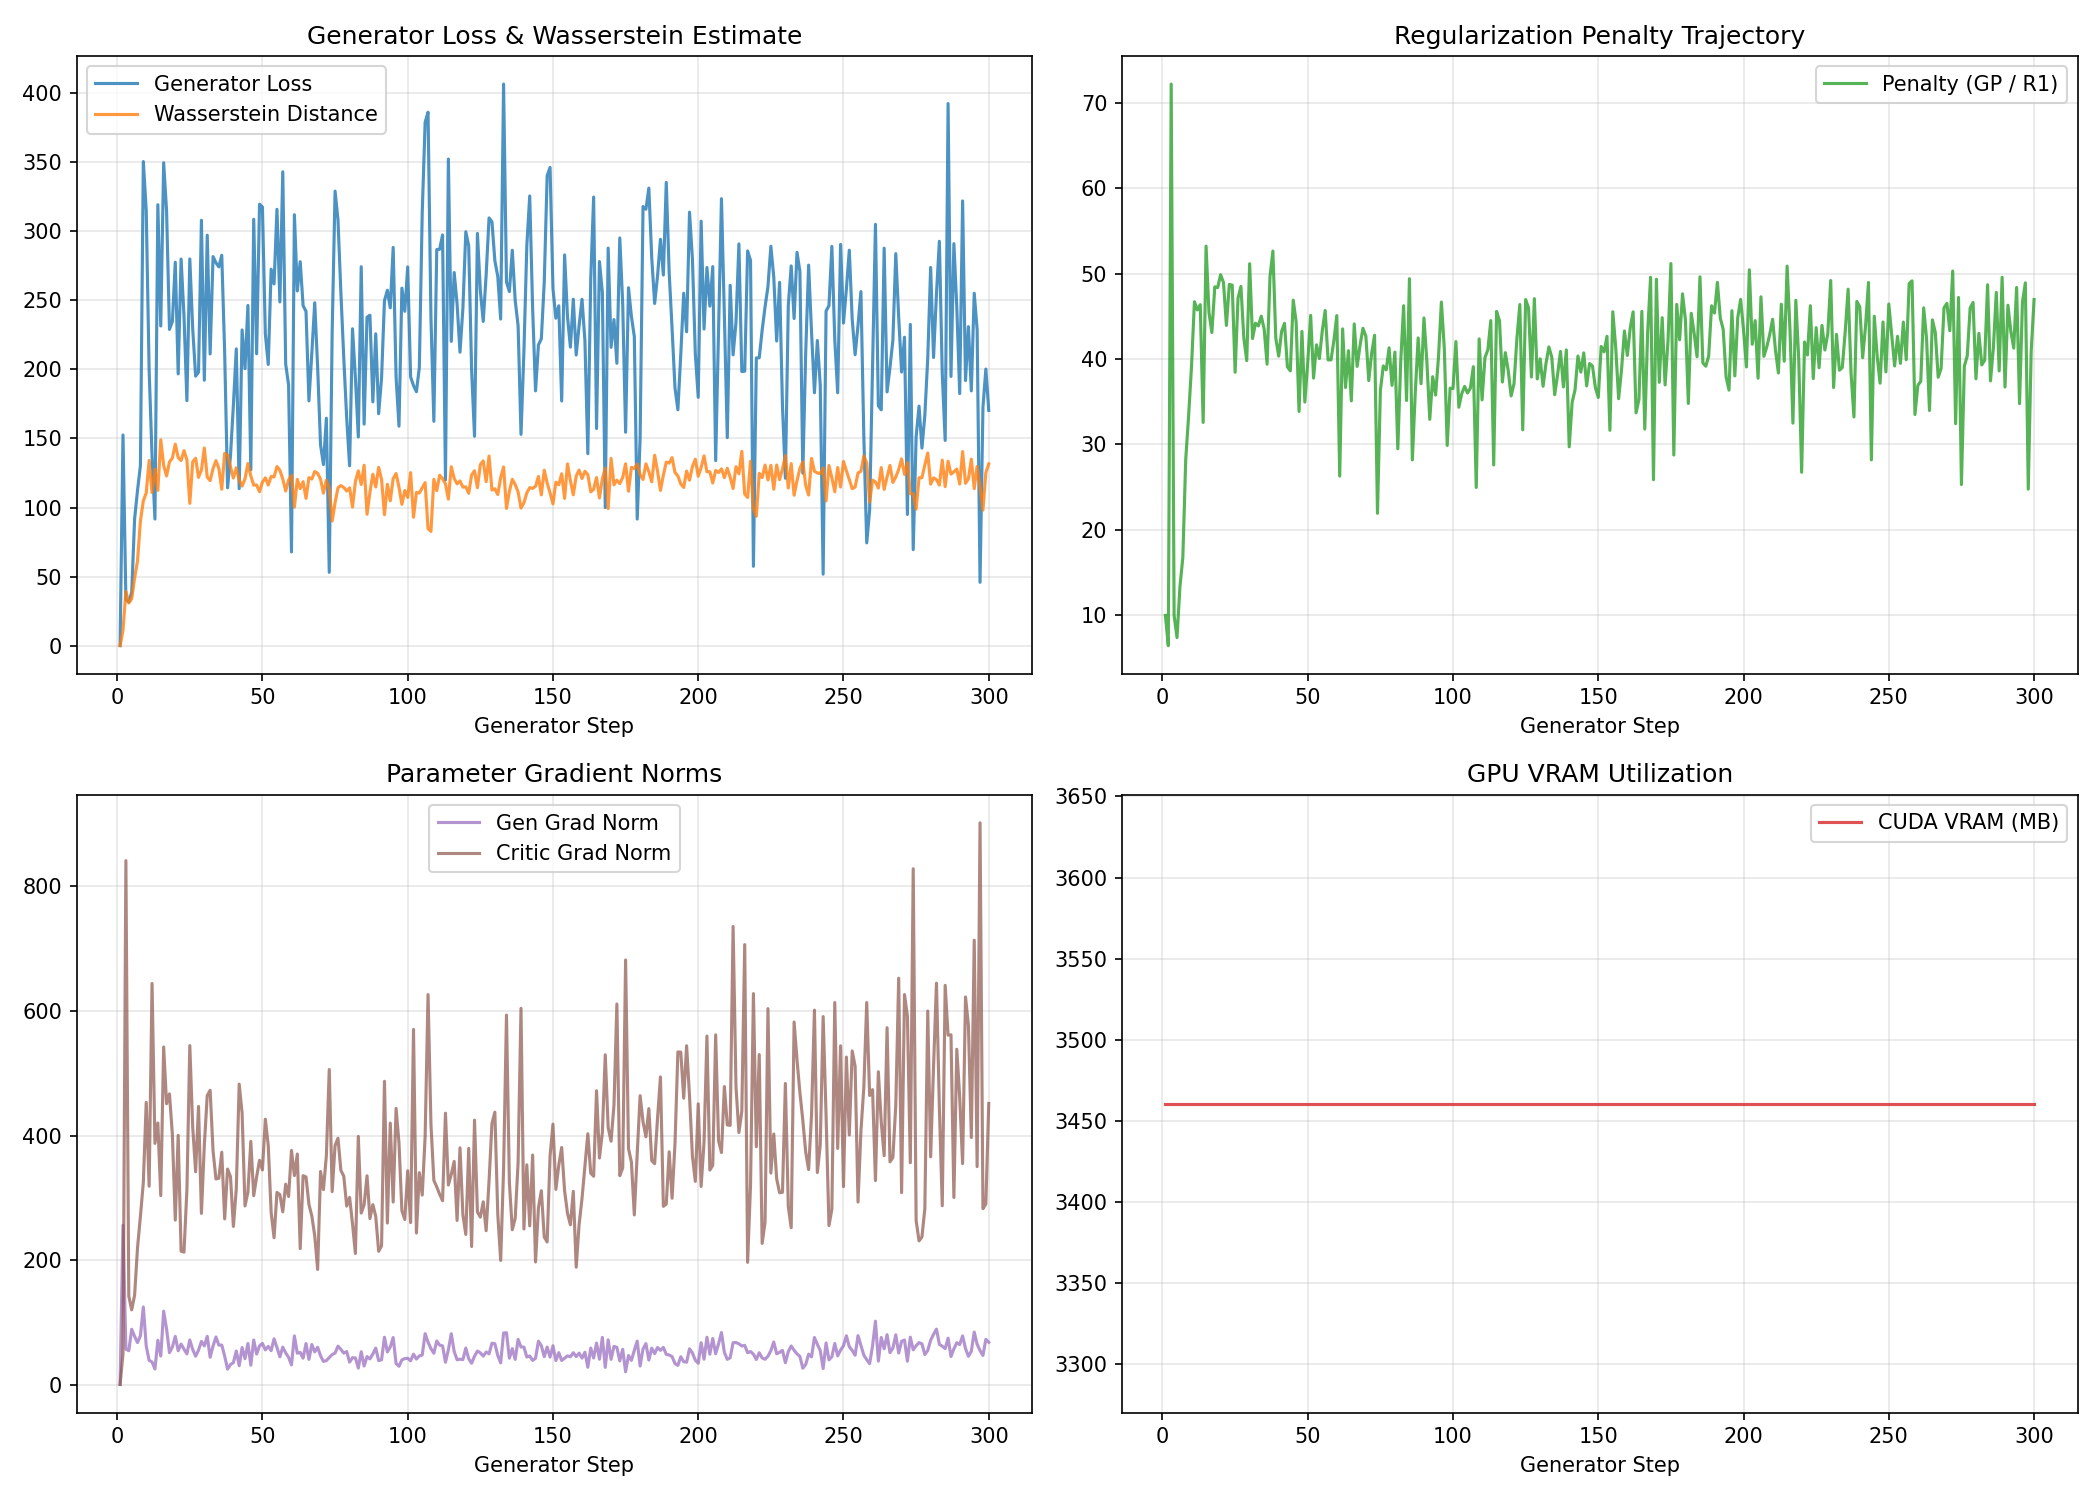 Generator Loss & Wasserstein Estimate
Generator Loss
Wasserstein Distance
400
350
300
250
200
150
100
50
0
0 50 100 150 200 250 300
Generator Step
Regularization Penalty Trajectory
Penalty (GP / R1)
70
60
50
40
30
20
10
0 50 100 150 200 250 300
Generator Step
Parameter Gradient Norms
Gen Grad Norm
Critic Grad Norm
800
600
400
200
0
0 50 100 150 200 250 300
Generator Step
GPU VRAM Utilization
CUDA VRAM (MB)
3650
3600
3550
3500
3450
3400
3350
3300
0 50 100 150 200 250 300
Generator Step